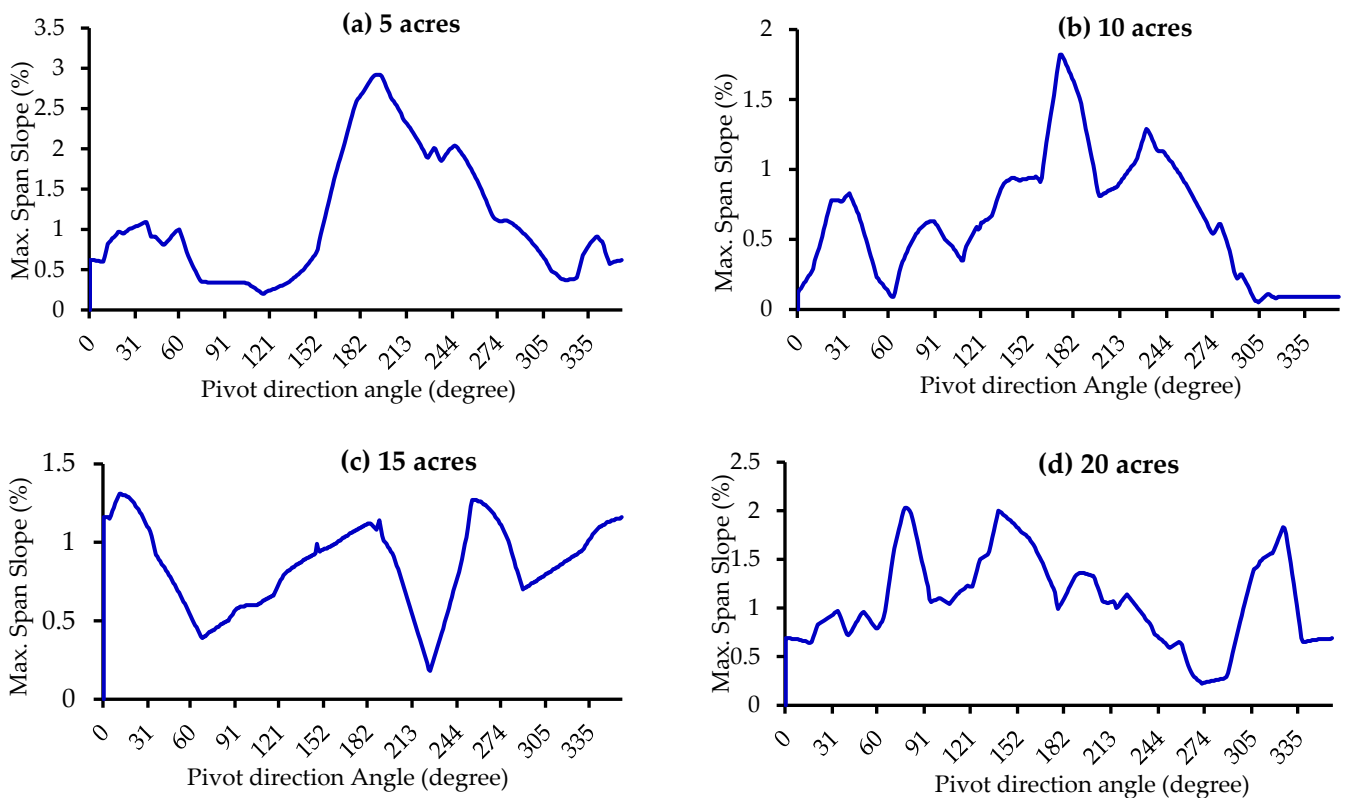 (a) 5 acres
Max. Span Slope (%)
3.5
3
2.5
2
1.5
1
0.5
0
0 31 60 91 121 152 182 213 244 274 305 335
Pivot direction angle (degree)
(b) 10 acres
Max. Span Slope (%)
2
1.5
1
0.5
0
0 31 60 91 121 152 182 213 244 274 305 335
Pivot direction Angle (degree)
(c) 15 acres
Max. Span Slope (%)
1.5
1
0.5
0
0 31 60 91 121 152 182 213 244 274 305 335
Pivot direction Angle (degree)
(d) 20 acres
Max. Span Slope (%)
2.5
2
1.5
1
0.5
0
0 31 60 91 121 152 182 213 244 274 305 335
Pivot direction angle (degree)